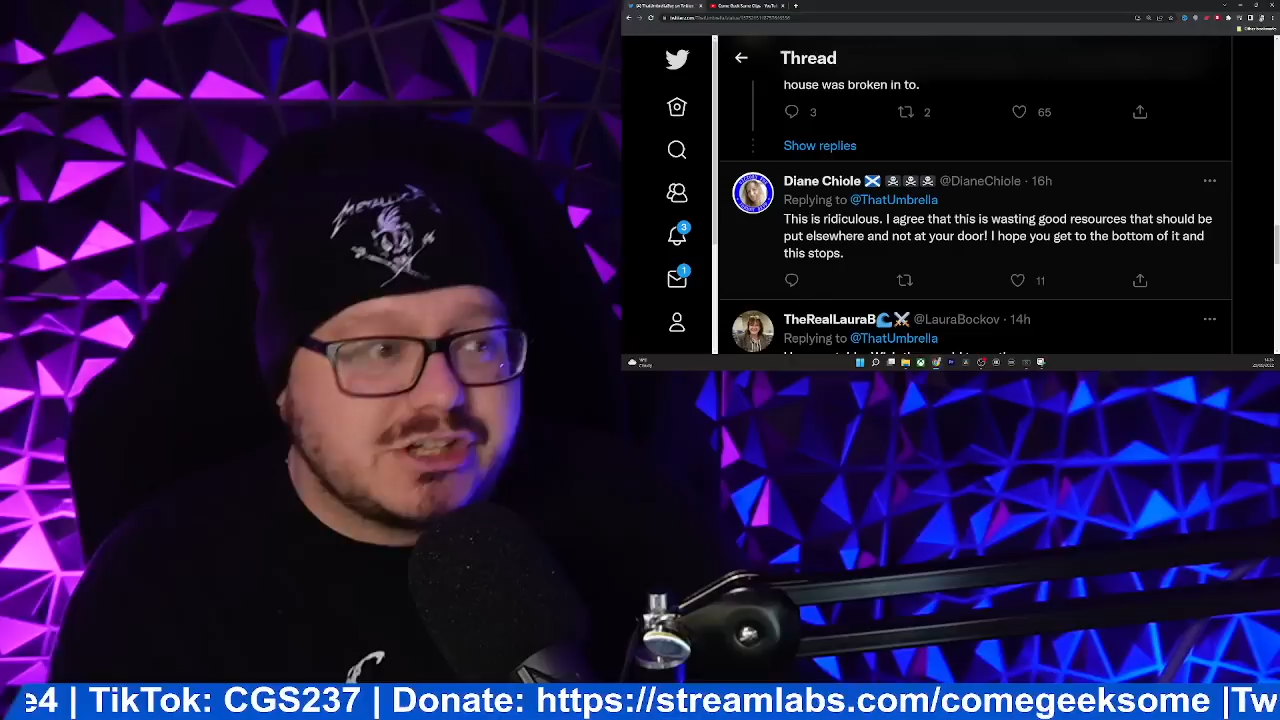 Thread
house was broken in to.
3 2 65
Show replies
Diane Chiole @DianeChiole · 16h
Replying to @ThatUmbrella
This is ridiculous. I agree that this is wasting good resources that should be
put elsewhere and not at your door! I hope you get to the bottom of it and
this stops.
11
TheRealLauraB @LauraBockov · 14h
Replying to @ThatUmbrella
3
1
METALLICA
e4 | TikTok: CGS237 | Donate: https://streamlabs.com/comegeeksome |Tw